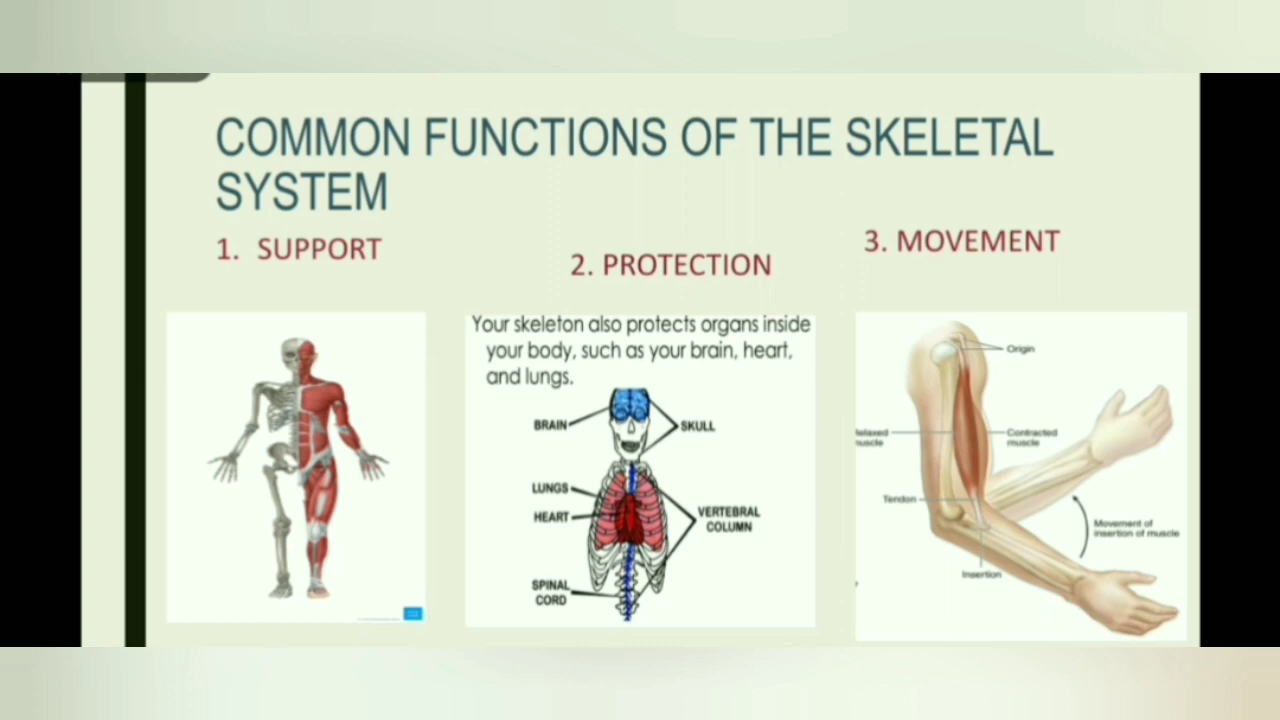 COMMON FUNCTIONS OF THE SKELETAL
SYSTEM
1. SUPPORT
2. PROTECTION
3. MOVEMENT
Your skeleton also protects organs inside
your body, such as your brain, heart,
and lungs.
BRAIN
SKULL
LUNGS
HEART
VERTEBRAL
COLUMN
SPINAL
CORD
Origin
Relaxed
muscle
Contracted
muscle
Tendon
Movement of
insertion of muscle
Insertion